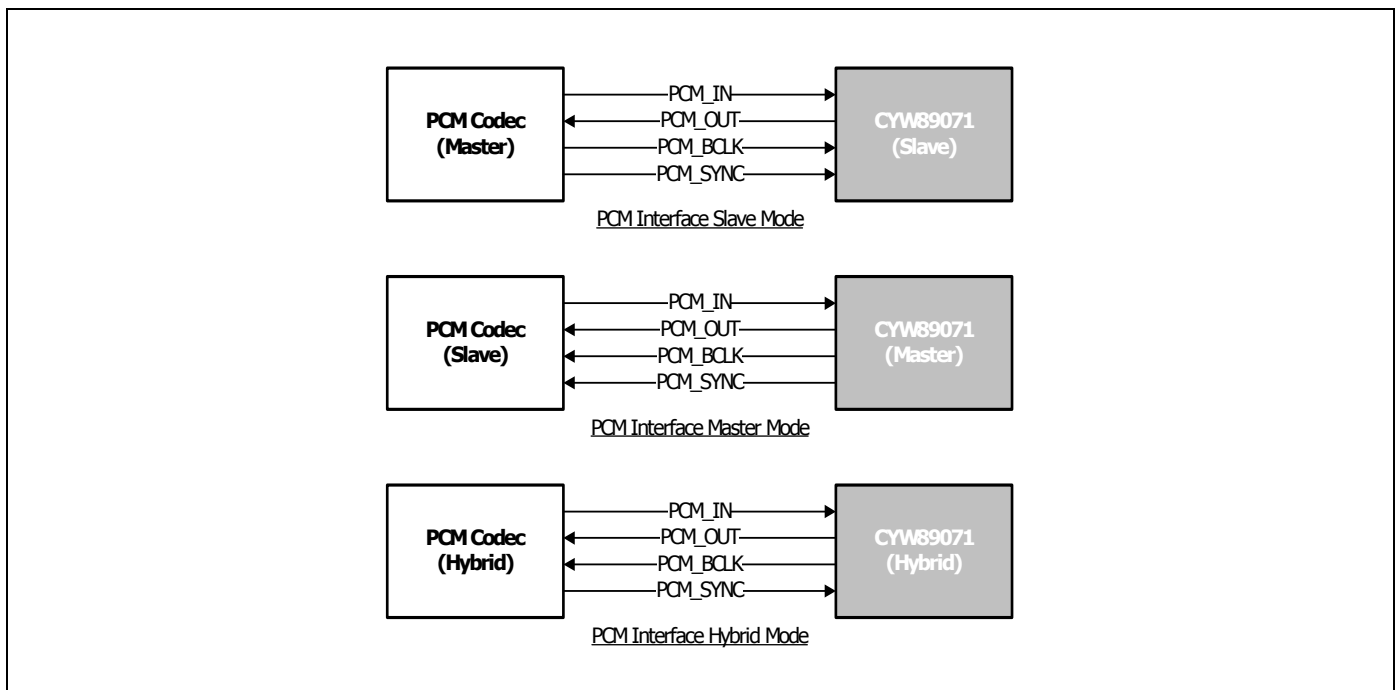 PCM Codec
(Master)
PCM_IN
PCM_OUT
PCM_BCLK
PCM_SYNC
CYW89071
(Slave)
PCM Interface Slave Mode
PCM Codec
(Slave)
PCM_IN
PCM_OUT
PCM_BCLK
PCM_SYNC
CYW89071
(Master)
PCM Interface Master Mode
PCM Codec
(Hybrid)
PCM_IN
PCM_OUT
PCM_BCLK
PCM_SYNC
CYW89071
(Hybrid)
PCM Interface Hybrid Mode